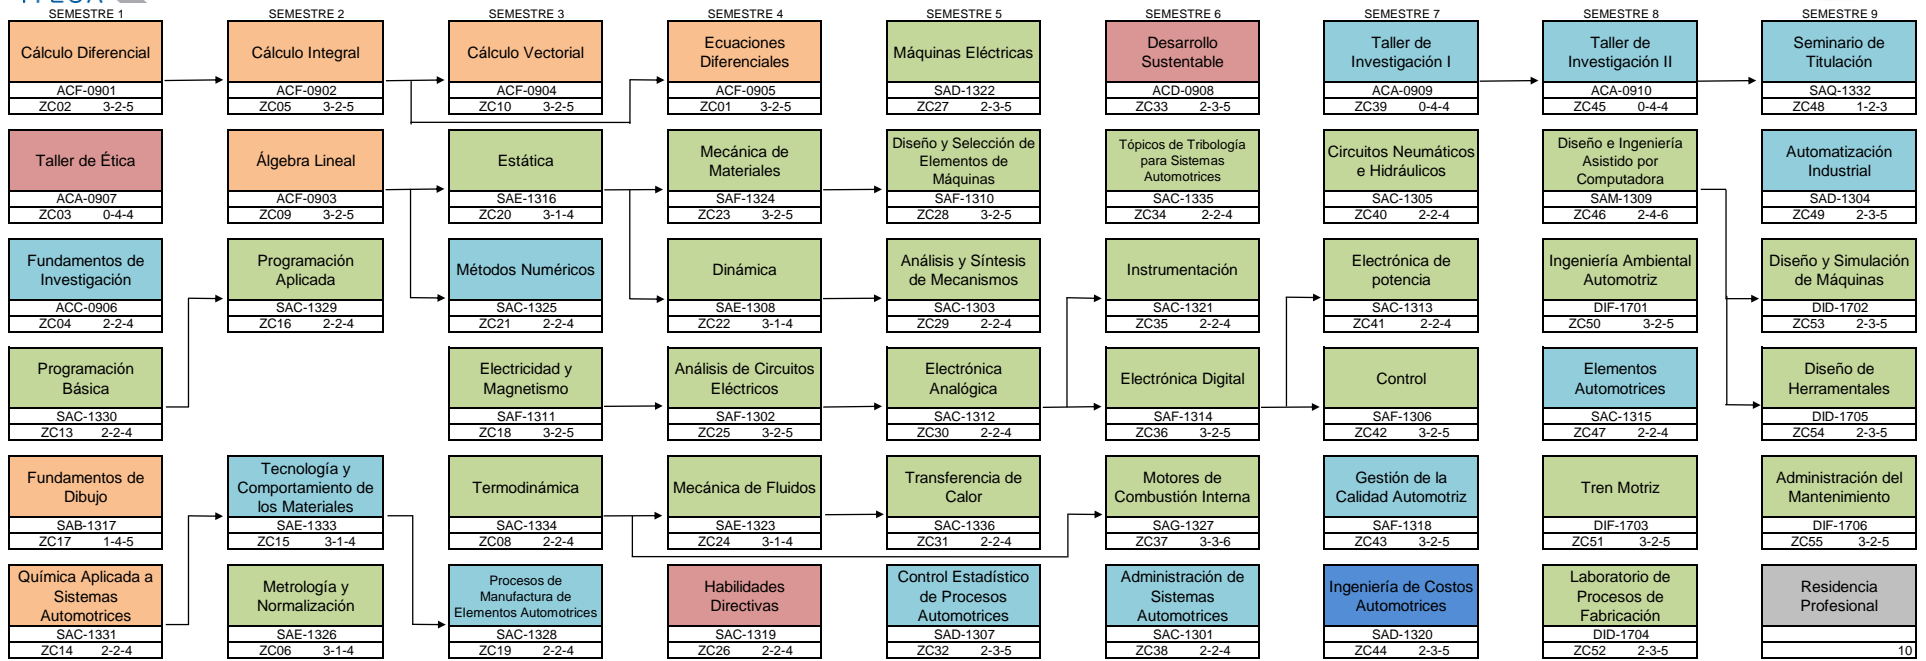 SEMESTRE 1
SEMESTRE 2
SEMESTRE 3
SEMESTRE 4
SEMESTRE 5
SEMESTRE 6
SEMESTRE 7
SEMESTRE 8
SEMESTRE 9
Cálculo Diferencial
ACF-0901
ZC02 3-2-5
Cálculo Integral
ACF-0902
ZC05 3-2-5
Cálculo Vectorial
ACF-0904
ZC10 3-2-5
Ecuaciones
Diferenciales
ACF-0905
ZC01 3-2-5
Máquinas Eléctricas
SAD-1322
ZC27 2-3-5
Desarrollo
Sustentable
ACD-0908
ZC33 2-3-5
Taller de
Investigación I
ACA-0909
ZC39 0-4-4
Taller de
Investigación II
ACA-0910
ZC45 0-4-4
Seminario de
Titulación
SAQ-1332
ZC48 1-2-3
Taller de Ética
ACA-0907
ZC03 0-4-4
Álgebra Lineal
ACF-0903
ZC09 3-2-5
Estática
SAE-1316
ZC20 3-1-4
Mecánica de
Materiales
SAF-1324
ZC23 3-2-5
Diseño y Selección de
Elementos de
Máquinas
SAF-1310
ZC28 3-2-5
Tópicos de Tribología
para Sistemas
Automotrices
SAC-1335
ZC34 2-2-4
Circuitos Neumáticos
e Hidráulicos
SAC-1305
ZC40 2-2-4
Diseño e Ingeniería
Asistido por
Computadora
SAM-1309
ZC46 2-4-6
Automatización
Industrial
SAD-1304
ZC49 2-3-5
Fundamentos de
Investigación
ACC-0906
ZC04 2-2-4
Programación
Aplicada
SAC-1329
ZC16 2-2-4
Métodos Numéricos
SAC-1325
ZC21 2-2-4
Dinámica
SAE-1308
ZC22 3-1-4
Análisis y Síntesis
de Mecanismos
SAC-1303
ZC29 2-2-4
Instrumentación
SAC-1321
ZC35 2-2-4
Electrónica de
potencia
SAC-1313
ZC41 2-2-4
Ingeniería Ambiental
Automotriz
DIF-1701
ZC50 3-2-5
Diseño y Simulación
de Máquinas
DID-1702
ZC53 2-3-5
Programación
Básica
SAC-1330
ZC13 2-2-4
Electricidad y
Magnetismo
SAF-1311
ZC18 3-2-5
Análisis de Circuitos
Eléctricos
SAF-1302
ZC25 3-2-5
Electrónica
Analógica
SAC-1312
ZC30 2-2-4
Electrónica Digital
SAF-1314
ZC36 3-2-5
Control
SAF-1306
ZC42 3-2-5
Elementos
Automotrices
SAC-1315
ZC47 2-2-4
Diseño de
Herramentales
DID-1705
ZC54 2-3-5
Fundamentos de
Dibujo
SAB-1317
ZC17 1-4-5
Tecnología y
Comportamiento de
los Materiales
SAE-1333
ZC15 3-1-4
Termodinámica
SAC-1334
ZC08 2-2-4
Mecánica de Fluidos
SAE-1323
ZC24 3-1-4
Transferencia de
Calor
SAC-1336
ZC31 2-2-4
Motores de
Combustión Interna
SAG-1327
ZC37 3-3-6
Gestión de la
Calidad Automotriz
SAF-1318
ZC43 3-2-5
Tren Motriz
DIF-1703
ZC51 3-2-5
Administración del
Mantenimiento
DIF-1706
ZC55 3-2-5
Química Aplicada a
Sistemas
Automotrices
SAC-1331
ZC14 2-2-4
Metrología y
Normalización
SAE-1326
ZC06 3-1-4
Procesos de
Manufactura de
Elementos Automotrices
SAC-1328
ZC19 2-2-4
Habilidades
Directivas
SAC-1319
ZC26 2-2-4
Control Estadístico
de Procesos
Automotrices
SAD-1307
ZC32 2-3-5
Administración de
Sistemas
Automotrices
SAC-1301
ZC38 2-2-4
Ingeniería de Costos
Automotrices
SAD-1320
ZC44 2-3-5
Laboratorio de
Procesos de
Fabricación
DID-1704
ZC52 2-3-5
Residencia
Profesional
10